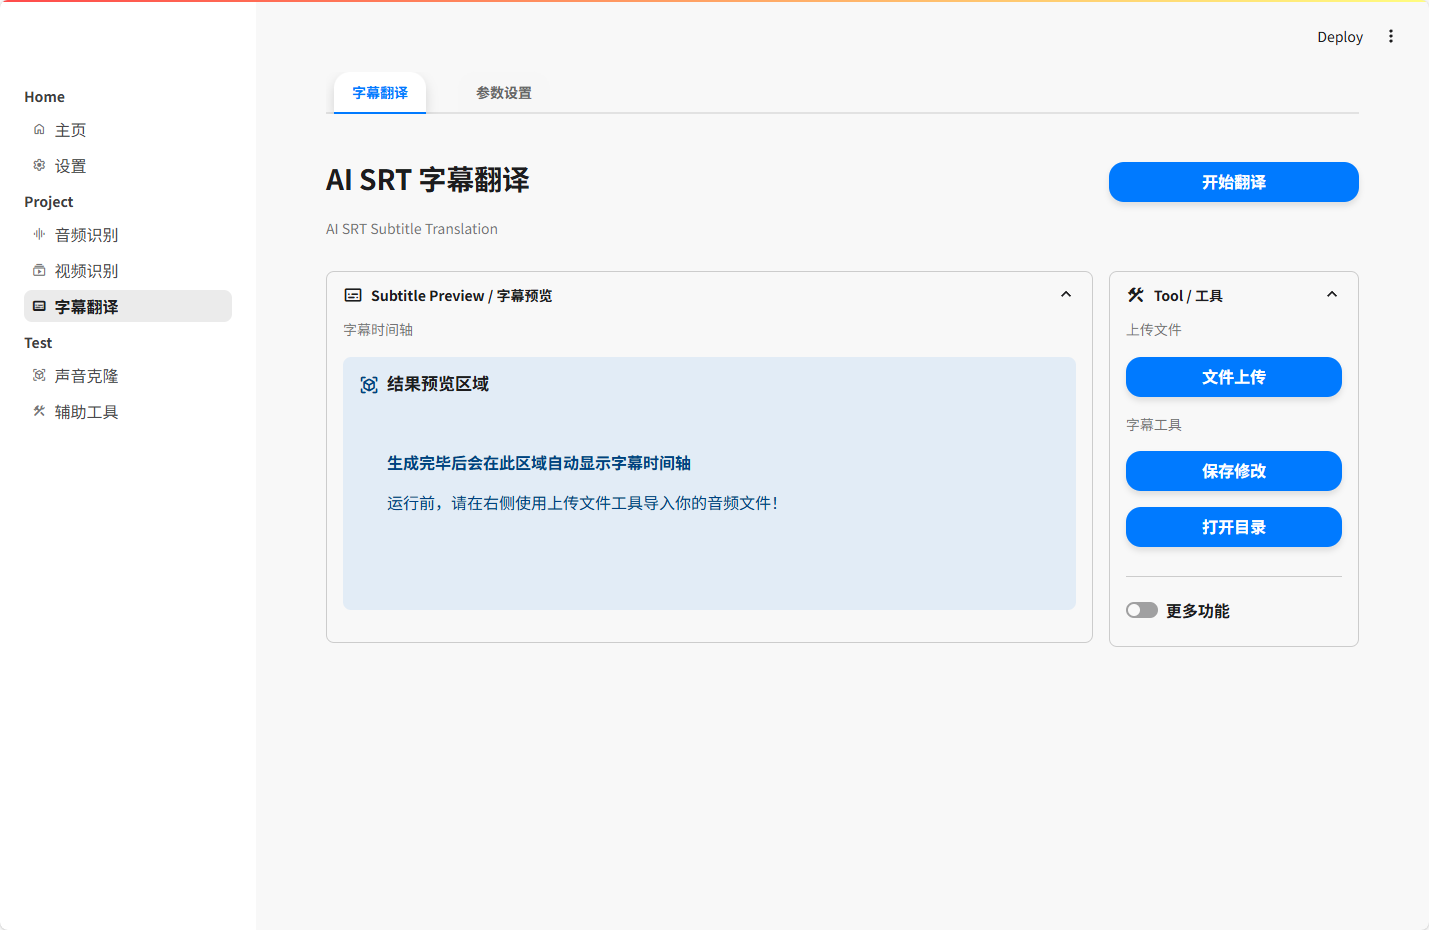 Deploy
Home
主页
设置
Project
音频识别
视频识别
字幕翻译
Test
声音克隆
辅助工具
字幕翻译
参数设置
AI SRT 字幕翻译
开始翻译
AI SRT Subtitle Translation
Subtitle Preview / 字幕预览
字幕时间轴
结果预览区域
生成完毕后会在此区域自动显示字幕时间轴
运行前，请在右侧使用上传文件工具导入你的音频文件！
Tool / 工具
上传文件
文件上传
字幕工具
保存修改
打开目录
更多功能